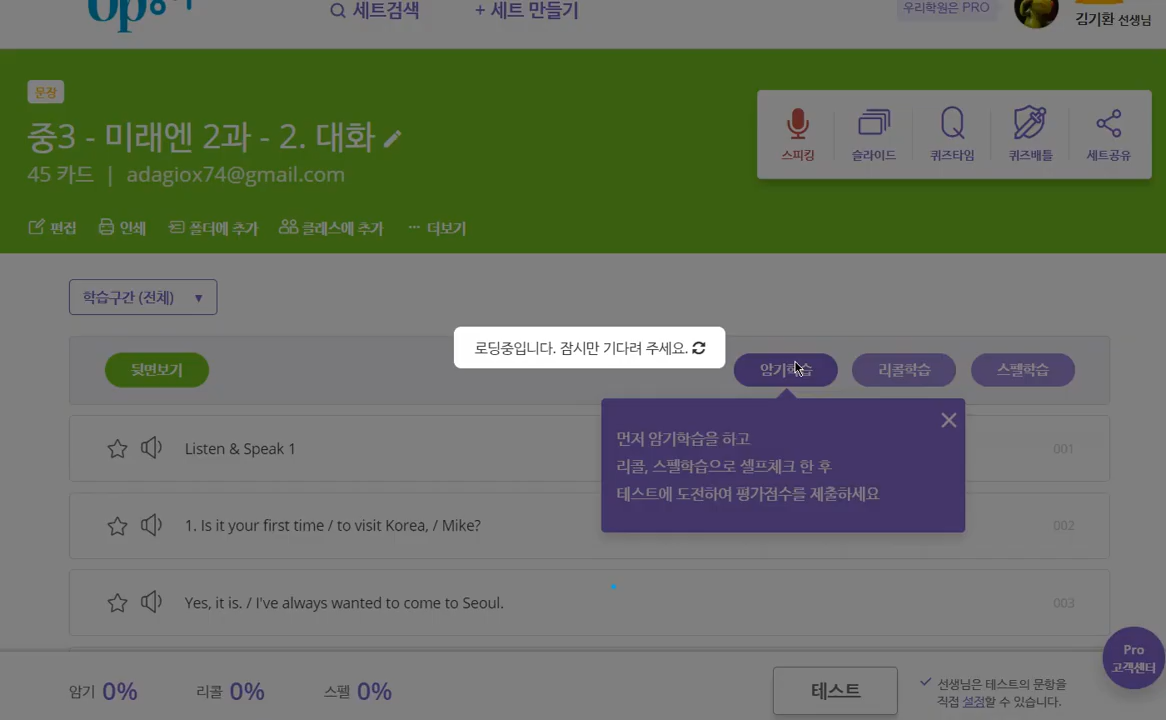 세트검색
+ 세트 만들기
우리학원은 PRO
김기환 선생님
문장
중3 - 미래엔 2과 - 2. 대화
45 카드 | adagiox74@gmail.com
스피킹
슬라이드
퀴즈타임
퀴즈배틀
세트공유
편집
인쇄
폴더에 추가
클래스에 추가
더보기
학습구간 (전체)
로딩중입니다. 잠시만 기다려 주세요.
뒷면보기
암기학습
리콜학습
스펠학습
먼저 암기학습을 하고
리콜, 스펠학습으로 셀프체크 한 후
테스트에 도전하여 평가점수를 제출하세요
Listen & Speak 1
001
1. Is it your first time / to visit Korea, / Mike?
002
Yes, it is. / I've always wanted to come to Seoul.
003
암기 0%
리콜 0%
스펠 0%
테스트
선생님은 테스트의 문항을
직접 설정할 수 있습니다.
Pro
고객센터